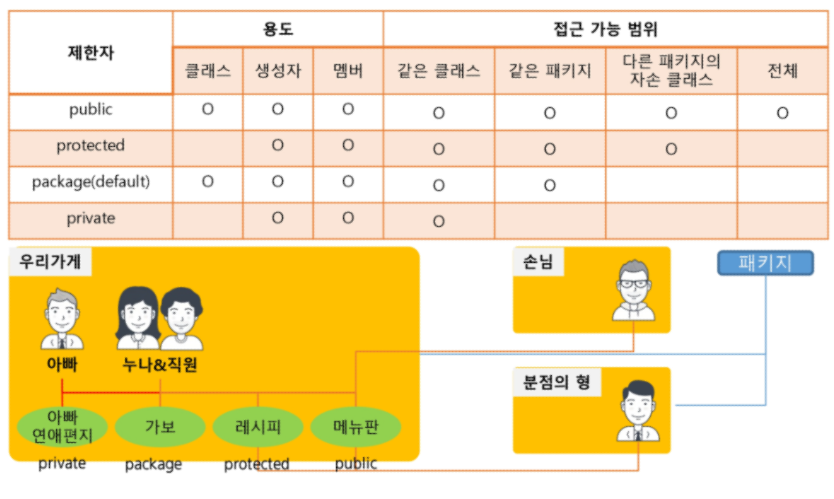 제한자 용도 접근 가능 범위
클래스 생성자 멤버 같은 클래스 같은 패키지 다른 패키지의
자손 클래스 전체
public O O O O O O O
protected O O O O O
package(default) O O O O O
private O O O
우리가게 손님 패키지
아빠 누나&직원
분점의 형
아빠
연애편지 가보 레시피 메뉴판
private package protected public